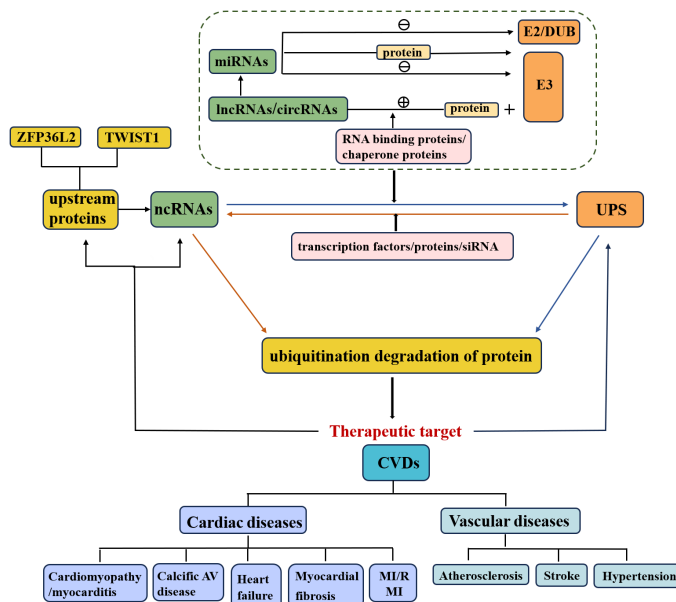 E2/DUB
⊖
protein
miRNAs
⊖
E3
lncRNAs/circRNAs
⊕
protein
+
ZFP36L2
TWIST1
RNA binding proteins/
chaperone proteins
upstream
proteins
ncRNAs
UPS
transcription factors/proteins/siRNA
ubiquitination degradation of protein
Therapeutic target
CVDs
Cardiac diseases
Vascular diseases
Cardiomyopathy
/myocarditis
Calcific AV
disease
Heart
failure
Myocardial
fibrosis
MI/R
MI
Atherosclerosis
Stroke
Hypertension